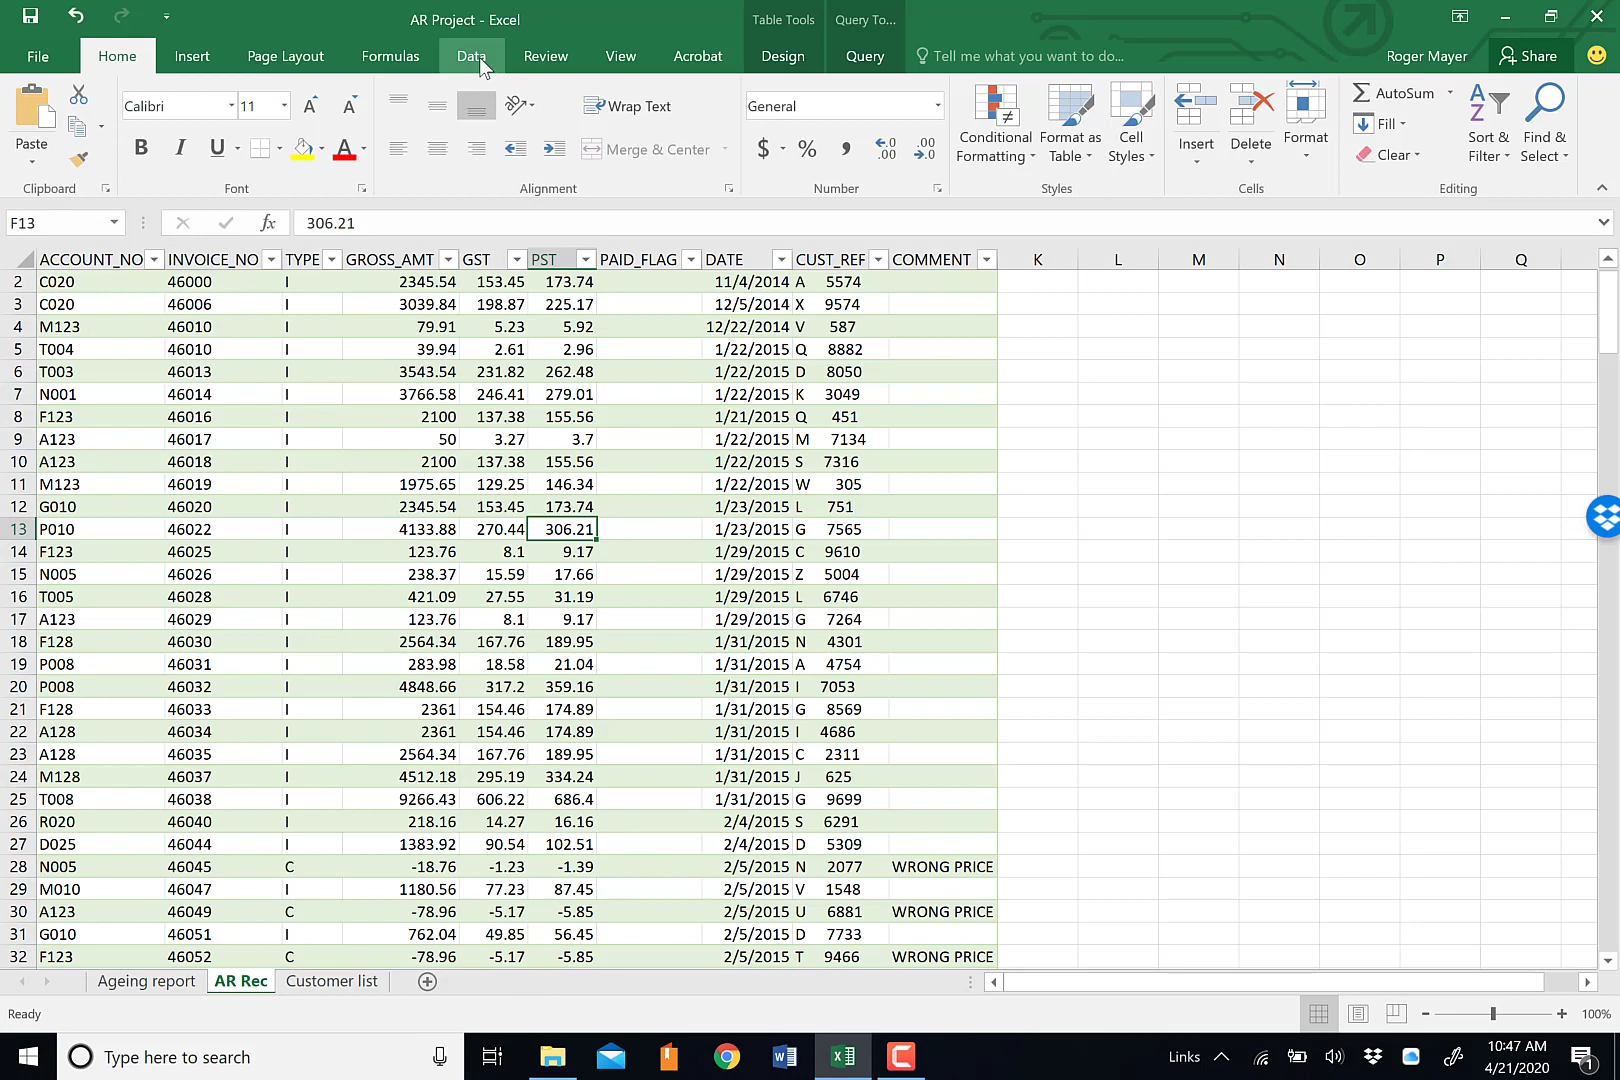 AR Project - Excel
Table Tools
Query To...
File
Home
Insert
Page Layout
Formulas
Data
Review
View
Acrobat
Design
Query
Tell me what you want to do...
Roger Mayer
Share
Paste
Clipboard
Calibri
11
A
A
B
I
U
A
Font
Wrap Text
Merge & Center
Alignment
General
$
%
,
.00
.00
Number
Conditional Formatting
Format as Table
Cell Styles
Styles
Insert
Delete
Format
Cells
AutoSum
Fill
Clear
Sort & Filter
Find & Select
Editing
F13
fx
306.21
ACCOUNT_NO INVOICE_NO TYPE GROSS_AMT GST PST PAID_FLAG DATE CUST_REF COMMENT K L M N O P Q
2 C020 46000 I 2345.54 153.45 173.74 11/4/2014 A 5574
3 C020 46006 I 3039.84 198.87 225.17 12/5/2014 X 9574
4 M123 46010 I 79.91 5.23 5.92 12/22/2014 V 587
5 T004 46010 I 39.94 2.61 2.96 1/22/2015 Q 8882
6 T003 46013 I 3543.54 231.82 262.48 1/22/2015 D 8050
7 N001 46014 I 3766.58 246.41 279.01 1/22/2015 K 3049
8 F123 46016 I 2100 137.38 155.56 1/21/2015 Q 451
9 A123 46017 I 50 3.27 3.7 1/22/2015 M 7134
10 A123 46018 I 2100 137.38 155.56 1/22/2015 S 7316
11 M123 46019 I 1975.65 129.25 146.34 1/22/2015 W 305
12 G010 46020 I 2345.54 153.45 173.74 1/23/2015 L 751
13 P010 46022 I 4133.88 270.44 306.21 1/23/2015 G 7565
14 F123 46025 I 123.76 8.1 9.17 1/29/2015 C 9610
15 N005 46026 I 238.37 15.59 17.66 1/29/2015 Z 5004
16 T005 46028 I 421.09 27.55 31.19 1/29/2015 L 6746
17 A123 46029 I 123.76 8.1 9.17 1/29/2015 G 7264
18 F128 46030 I 2564.34 167.76 189.95 1/31/2015 N 4301
19 P008 46031 I 283.98 18.58 21.04 1/31/2015 A 4754
20 P008 46032 I 4848.66 317.2 359.16 1/31/2015 I 7053
21 F128 46033 I 2361 154.46 174.89 1/31/2015 G 8569
22 A128 46034 I 2361 154.46 174.89 1/31/2015 I 4686
23 A128 46035 I 2564.34 167.76 189.95 1/31/2015 C 2311
24 M128 46037 I 4512.18 295.19 334.24 1/31/2015 J 625
25 T008 46038 I 9266.43 606.22 686.4 1/31/2015 G 9699
26 R020 46040 I 218.16 14.27 16.16 2/4/2015 S 6291
27 D025 46044 I 1383.92 90.54 102.51 2/4/2015 D 5309
28 N005 46045 C -18.76 -1.23 -1.39 2/5/2015 N 2077 WRONG PRICE
29 M010 46047 I 1180.56 77.23 87.45 2/5/2015 V 1548
30 A123 46049 C -78.96 -5.17 -5.85 2/5/2015 U 6881 WRONG PRICE
31 G010 46051 I 762.04 49.85 56.45 2/5/2015 D 7733
32 F123 46052 C -78.96 -5.17 -5.85 2/5/2015 T 9466 WRONG PRICE
Ageing report
AR Rec
Customer list
Ready
100%
Type here to search
Links
10:47 AM
4/21/2020
1